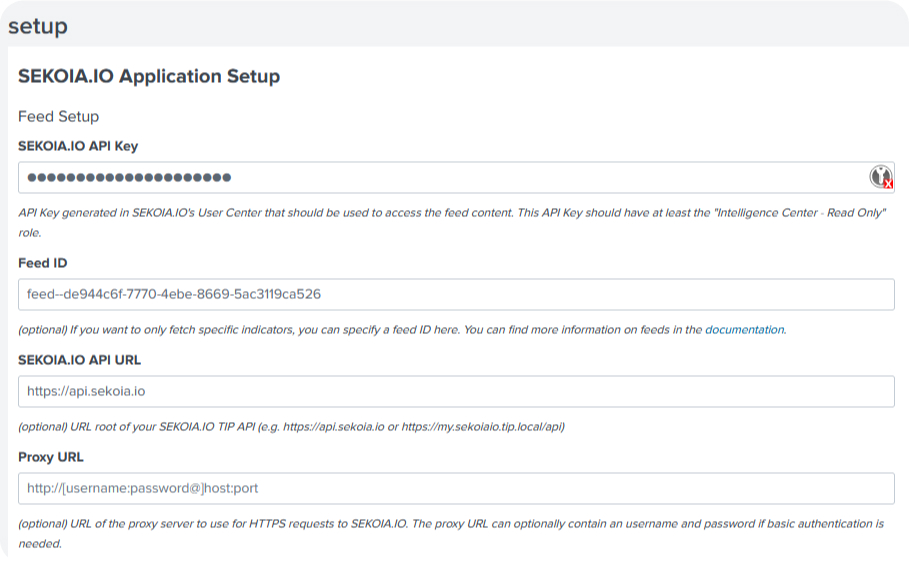 setup
SEKOIA.IO Application Setup
Feed Setup
SEKOIA.IO API Key
●●●●●●●●●●●●●●●●●●●●●
API Key generated in SEKOIA.IO's User Center that should be used to access the feed content. This API Key should have at least the "Intelligence Center - Read Only"
role.
Feed ID
feed--de944c6f-7770-4ebe-8669-5ac3119ca526
(optional) If you want to only fetch specific indicators, you can specify a feed ID here. You can find more information on feeds in the documentation.
SEKOIA.IO API URL
https://api.sekoia.io
(optional) URL root of your SEKOIA.IO TIP API (e.g. https://api.sekoia.io or https://my.sekoiaio.tip.local/api)
Proxy URL
http://[username:password@]host:port
(optional) URL of the proxy server to use for HTTPS requests to SEKOIA.IO. The proxy URL can optionally contain an username and password if basic authentication is
needed.